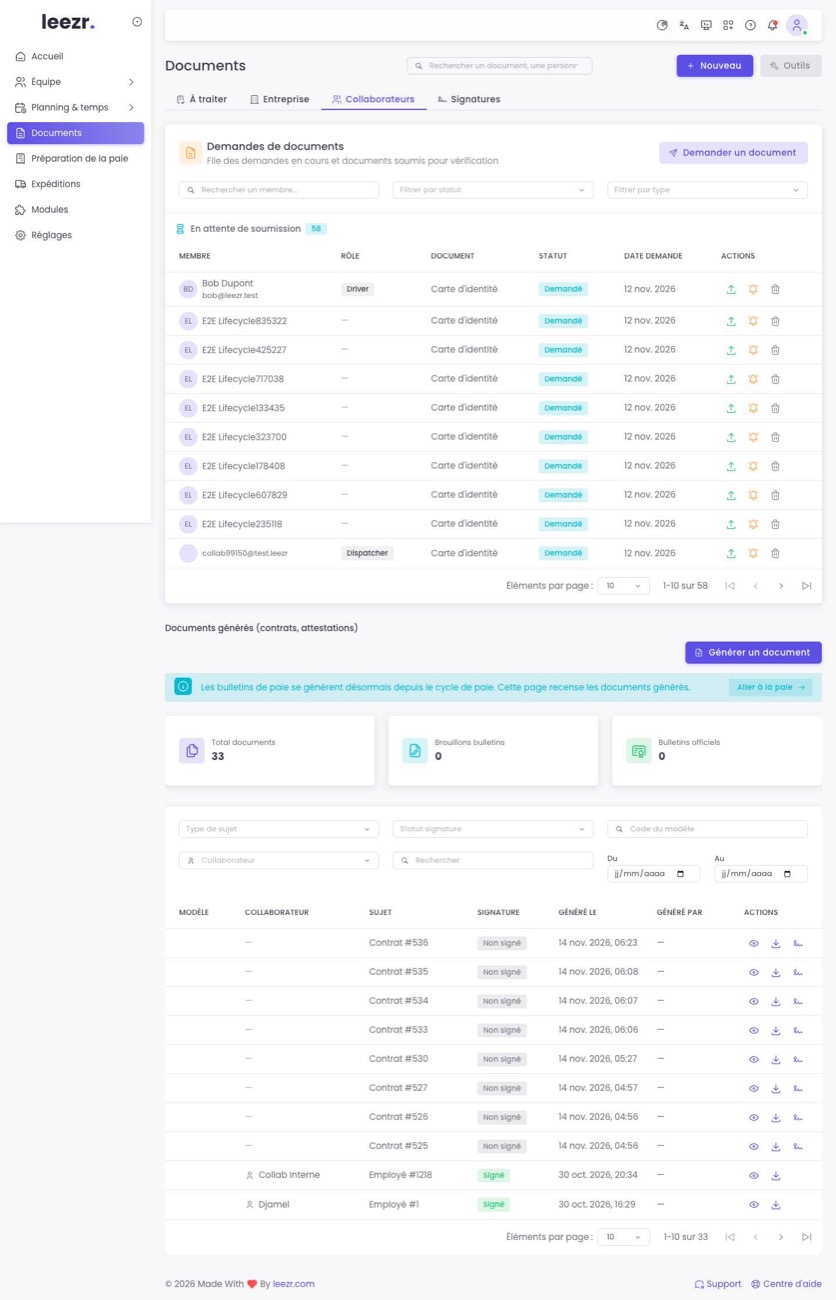 leezr.
Accueil
Équipe
Planning & temps
Documents
Préparation de la paie
Expéditions
Modules
Réglages
Documents
Rechercher un document, une personn
Nouveau
Outils
À traiter
Entreprise
Collaborateurs
Signatures
Demandes de documents
File des demandes en cours et documents soumis pour vérification
Demander un document
Rechercher un membre...
Filtrer par statut
Filtrer par type
En attente de soumission 58
MEMBRE RÔLE DOCUMENT STATUT DATE DEMANDE ACTIONS
BD Bob Dupont
bob@leezr.test
Driver Carte d'identité Demandé 12 nov. 2026
EL E2E Lifecycle835322 — Carte d'identité Demandé 12 nov. 2026
EL E2E Lifecycle425227 — Carte d'identité Demandé 12 nov. 2026
EL E2E Lifecycle717038 — Carte d'identité Demandé 12 nov. 2026
EL E2E Lifecycle133435 — Carte d'identité Demandé 12 nov. 2026
EL E2E Lifecycle323700 — Carte d'identité Demandé 12 nov. 2026
EL E2E Lifecycle178408 — Carte d'identité Demandé 12 nov. 2026
EL E2E Lifecycle607829 — Carte d'identité Demandé 12 nov. 2026
EL E2E Lifecycle235118 — Carte d'identité Demandé 12 nov. 2026
collab99150@test.leezr Dispatcher Carte d'identité Demandé 12 nov. 2026
Éléments par page : 10 1-10 sur 58
Documents générés (contrats, attestations)
Générer un document
Les bulletins de paie se génèrent désormais depuis le cycle de paie. Cette page recense les documents générés.
Aller à la paie →
Total documents
33
Brouillons bulletins
0
Bulletins officiels
0
Type de sujet
Statut signature
Code du modèle
Collaborateur
Rechercher
Du
jj/mm/aaaa
Au
jj/mm/aaaa
MODÈLE COLLABORATEUR SUJET SIGNATURE GÉNÉRÉ LE GÉNÉRÉ PAR ACTIONS
— Contrat #536 Non signé 14 nov. 2026, 06:23 —
— Contrat #535 Non signé 14 nov. 2026, 06:08 —
— Contrat #534 Non signé 14 nov. 2026, 06:07 —
— Contrat #533 Non signé 14 nov. 2026, 06:06 —
— Contrat #530 Non signé 14 nov. 2026, 05:27 —
— Contrat #527 Non signé 14 nov. 2026, 04:57 —
— Contrat #526 Non signé 14 nov. 2026, 04:56 —
— Contrat #525 Non signé 14 nov. 2026, 04:56 —
Collab Interne Employé #1218 Signé 30 oct. 2026, 20:34 —
Djamel Employé #1 Signé 30 oct. 2026, 16:29 —
Éléments par page : 10 1-10 sur 33
© 2026 Made With ❤ By leezr.com
Support
Centre d'aide